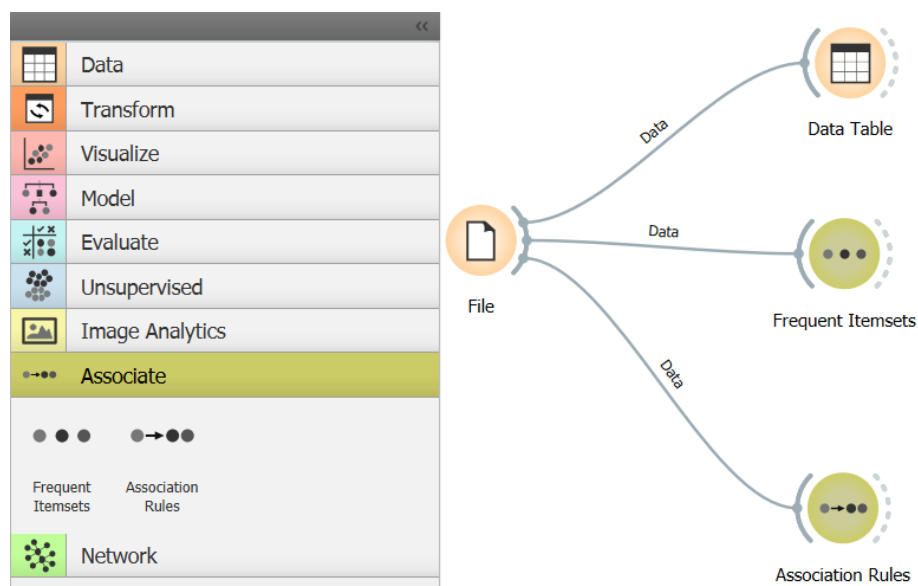 Data
Transform
Visualize
Model
Evaluate
Unsupervised
Image Analytics
Associate
Frequent
Itemsets
Association
Rules
Network
File
Data
Data
Data
Data Table
Frequent Itemsets
Association Rules